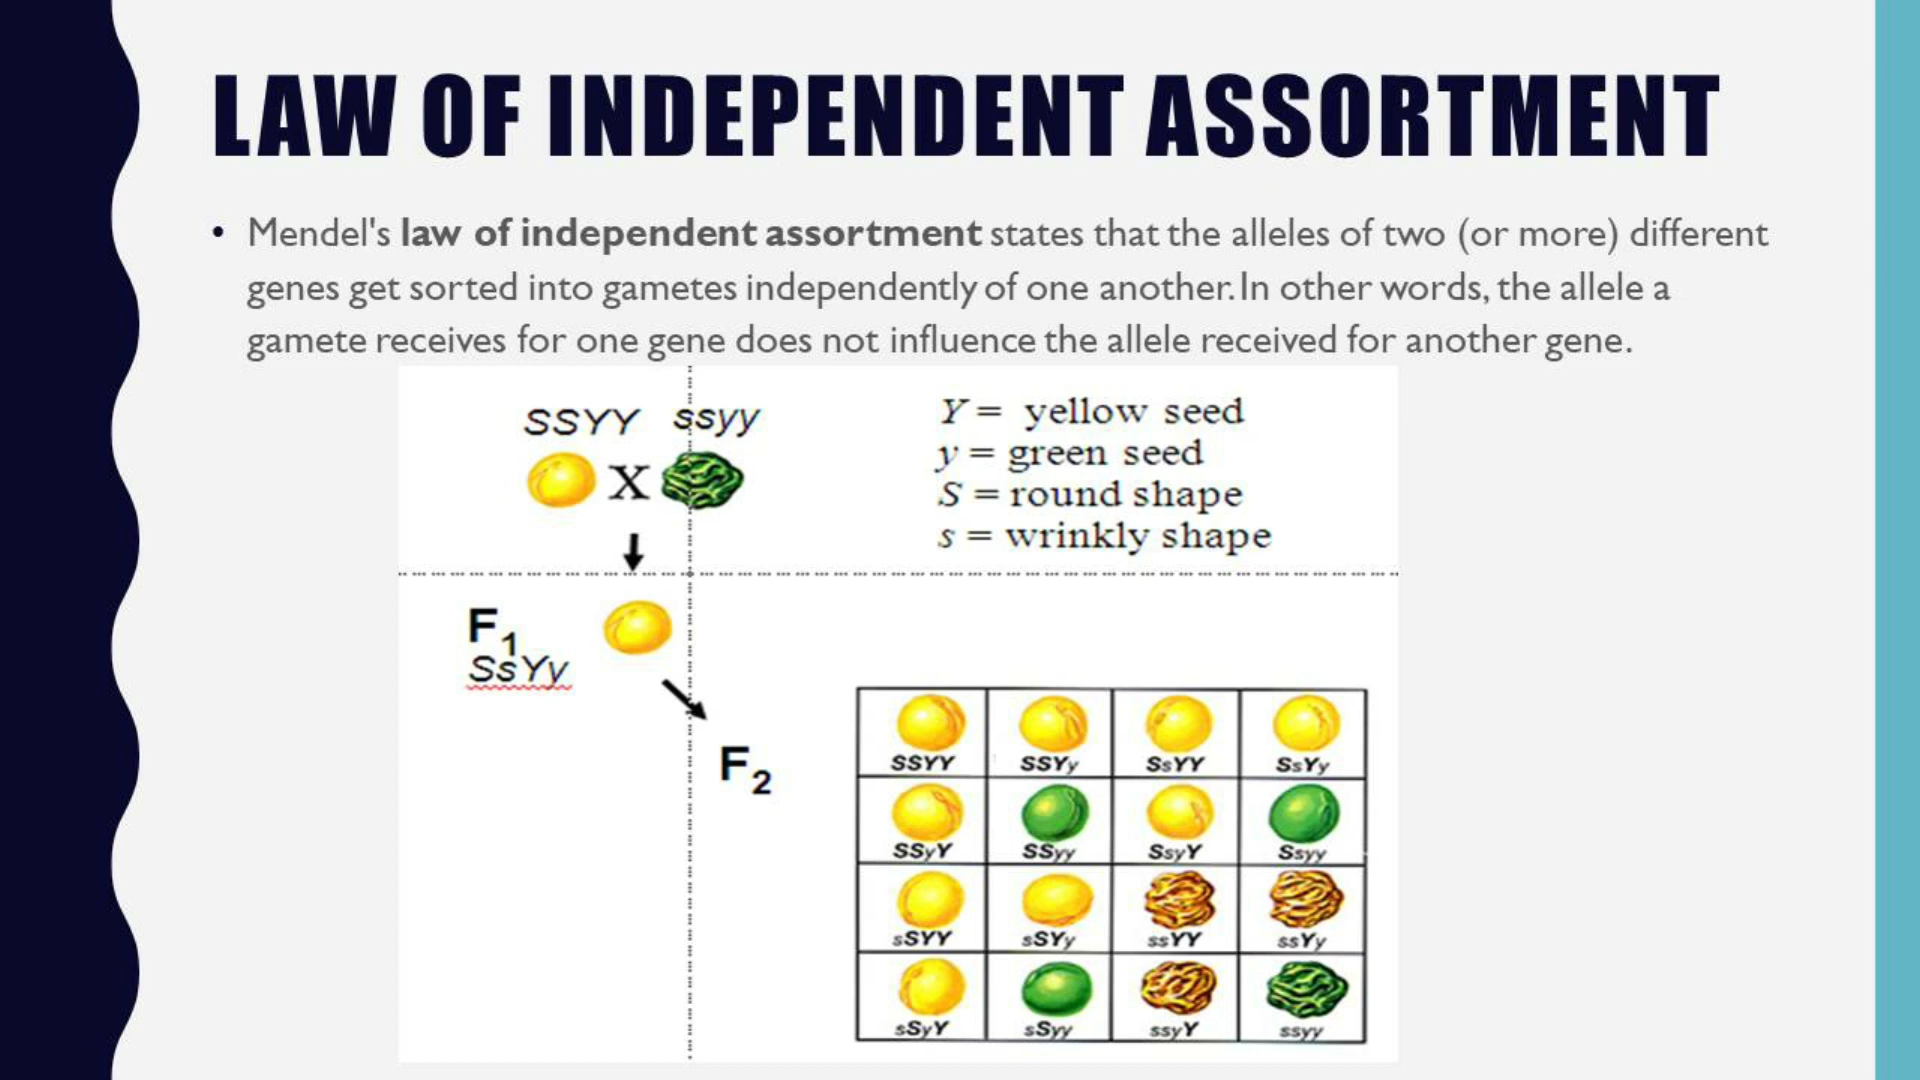 LAW OF INDEPENDENT ASSORTMENT
• Mendel's law of independent assortment states that the alleles of two (or more) different
genes get sorted into gametes independently of one another. In other words, the allele a
gamete receives for one gene does not influence the allele received for another gene.
SSYY ssyy
X
Y = yellow seed
y = green seed
S = round shape
s = wrinkly shape
F1
SsYy
F2
SSYY SSYy SsYY SsYy
SSyY SSyy SsyY Ssyy
sSYY sSYy ssYY ssYy
sSyY sSyy ssyY ssyy